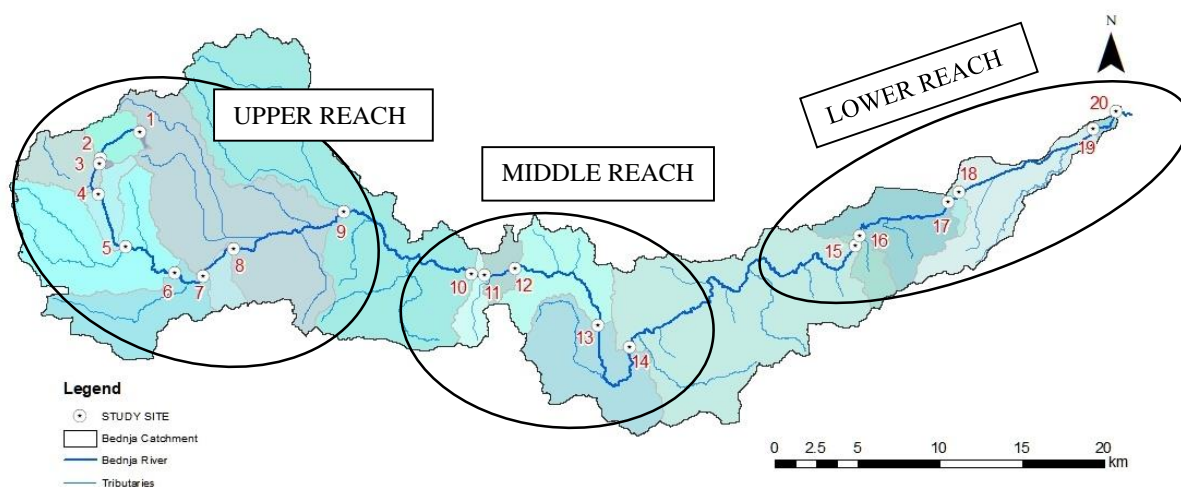 N
UPPER REACH
MIDDLE REACH
LOWER REACH
1
2
3
4
5
6
7
8
9
10
11
12
13
14
15
16
17
18
19
20
Legend
STUDY SITE
Bednja Catchment
Bednja River
Tributaries
0 2.5 5 10 15 20
km